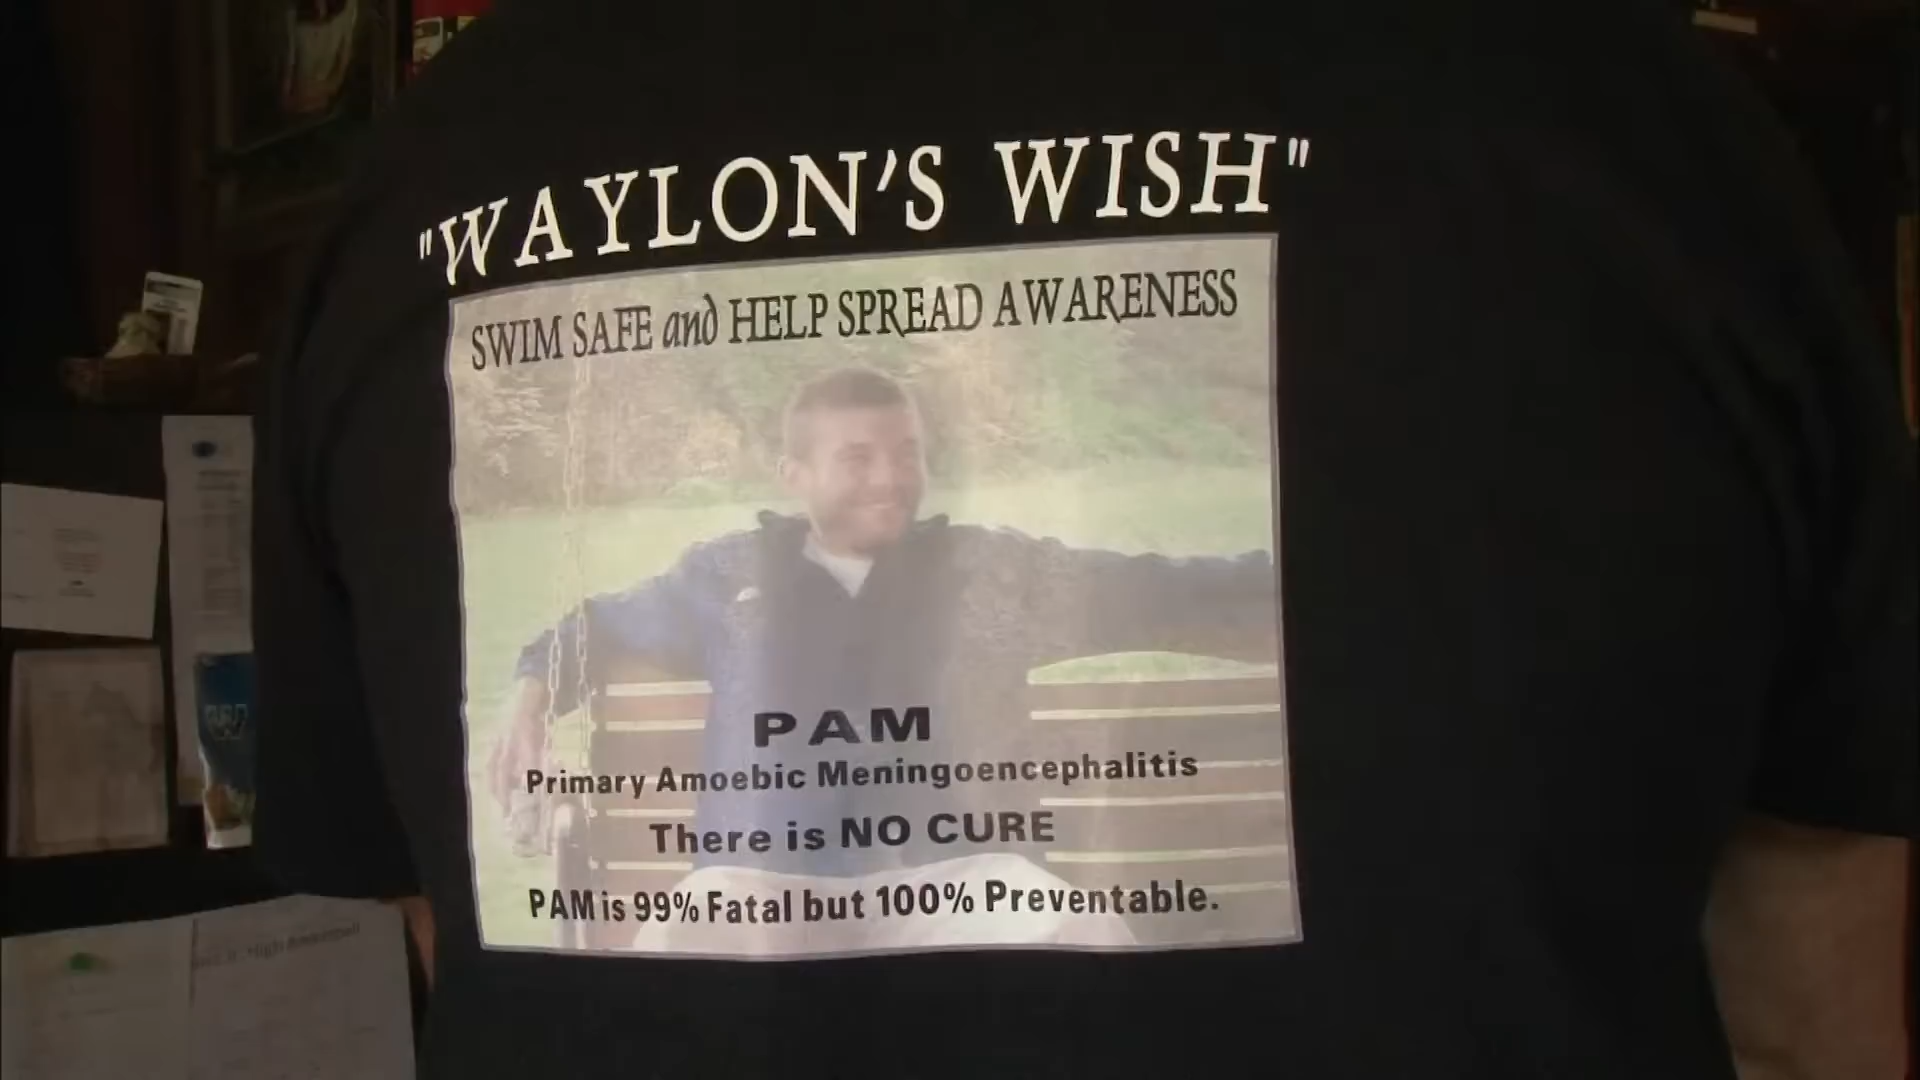 "WAYLON'S WISH"
SWIM SAFE and HELP SPREAD AWARENESS
PAM
Primary Amoebic Meningoencephalitis
There is NO CURE
PAM is 99% Fatal but 100% Preventable.